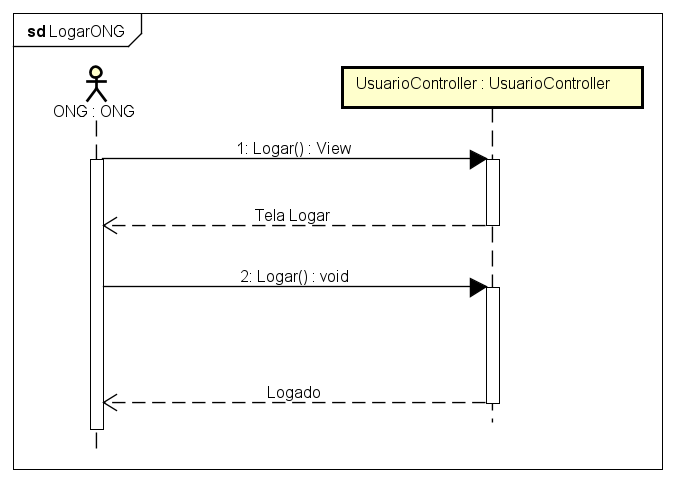 sd LogarONG
ONG : ONG
UsuarioController : UsuarioController
1: Logar() : View
Tela Logar
2: Logar() : void
Logado